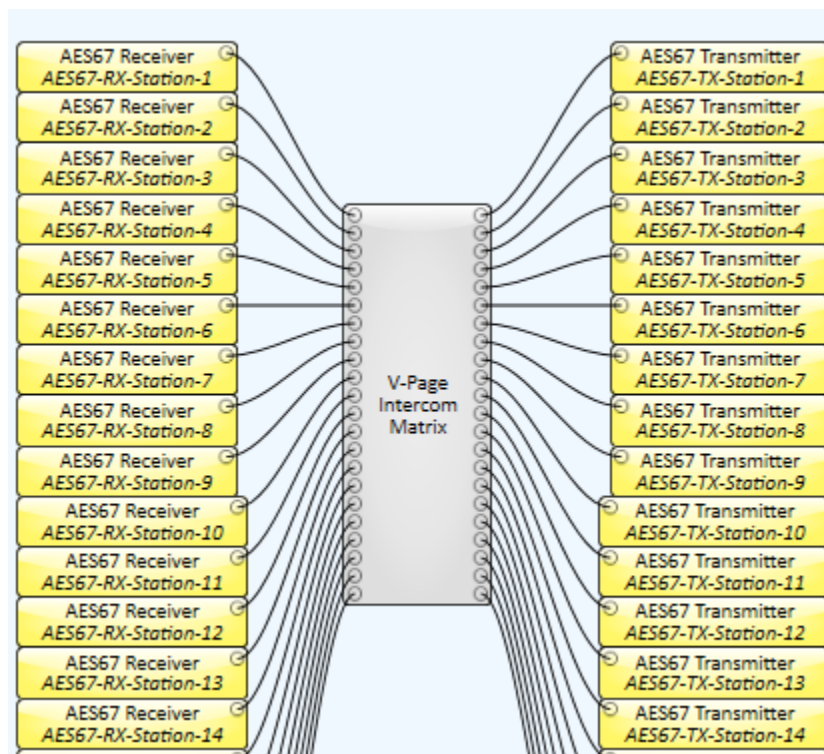 AES67 Receiver
AES67-RX-Station-1
AES67 Receiver
AES67-RX-Station-2
AES67 Receiver
AES67-RX-Station-3
AES67 Receiver
AES67-RX-Station-4
AES67 Receiver
AES67-RX-Station-5
AES67 Receiver
AES67-RX-Station-6
AES67 Receiver
AES67-RX-Station-7
AES67 Receiver
AES67-RX-Station-8
AES67 Receiver
AES67-RX-Station-9
AES67 Receiver
AES67-RX-Station-10
AES67 Receiver
AES67-RX-Station-11
AES67 Receiver
AES67-RX-Station-12
AES67 Receiver
AES67-RX-Station-13
AES67 Receiver
AES67-RX-Station-14
V-Page
Intercom
Matrix
AES67 Transmitter
AES67-TX-Station-1
AES67 Transmitter
AES67-TX-Station-2
AES67 Transmitter
AES67-TX-Station-3
AES67 Transmitter
AES67-TX-Station-4
AES67 Transmitter
AES67-TX-Station-5
AES67 Transmitter
AES67-TX-Station-6
AES67 Transmitter
AES67-TX-Station-7
AES67 Transmitter
AES67-TX-Station-8
AES67 Transmitter
AES67-TX-Station-9
AES67 Transmitter
AES67-TX-Station-10
AES67 Transmitter
AES67-TX-Station-11
AES67 Transmitter
AES67-TX-Station-12
AES67 Transmitter
AES67-TX-Station-13
AES67 Transmitter
AES67-TX-Station-14